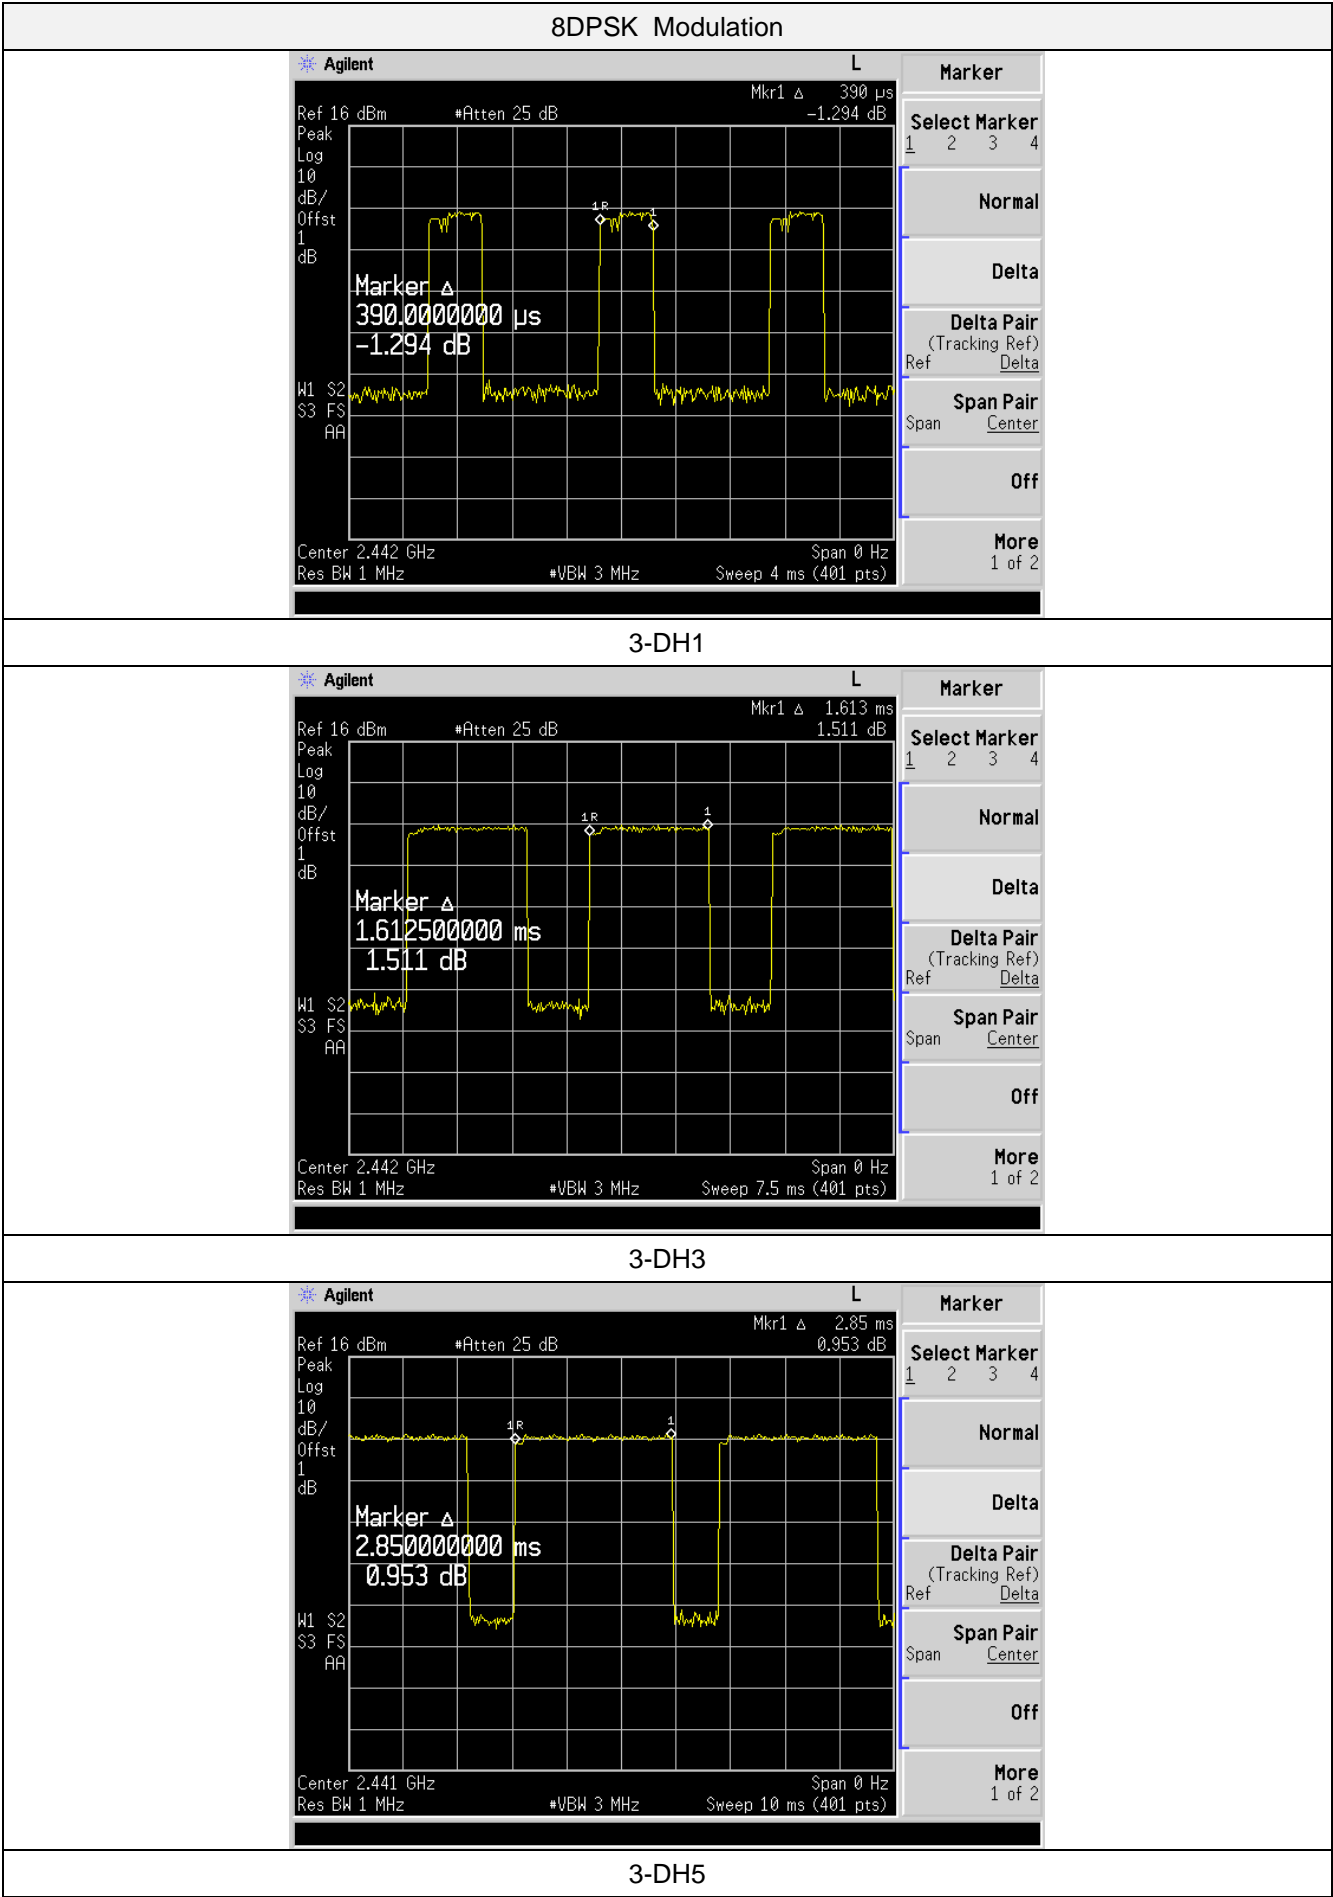 8DPSK Modulation
Agilent L
Marker
Mkr1 Δ 390 µs
Ref 16 dBm #Atten 25 dB -1.294 dB
Peak
Log
10
dB/
Offst
1
dB
Select Marker
1 2 3 4
Normal
Delta
Delta Pair
(Tracking Ref)
Ref Delta
Span Pair
Span Center
Off
More
1 of 2
1R 1
Marker Δ
390.0000000 µs
-1.294 dB
W1 S2
S3 FS
AA
Center 2.442 GHz Span 0 Hz
Res BW 1 MHz #VBW 3 MHz Sweep 4 ms (401 pts)
3-DH1
Agilent L
Marker
Mkr1 Δ 1.613 ms
Ref 16 dBm #Atten 25 dB 1.511 dB
Peak
Log
10
dB/
Offst
1
dB
Select Marker
1 2 3 4
Normal
Delta
Delta Pair
(Tracking Ref)
Ref Delta
Span Pair
Span Center
Off
More
1 of 2
1R 1
Marker Δ
1.612500000 ms
1.511 dB
W1 S2
S3 FS
AA
Center 2.442 GHz Span 0 Hz
Res BW 1 MHz #VBW 3 MHz Sweep 7.5 ms (401 pts)
3-DH3
Agilent L
Marker
Mkr1 Δ 2.85 ms
Ref 16 dBm #Atten 25 dB 0.953 dB
Peak
Log
10
dB/
Offst
1
dB
Select Marker
1 2 3 4
Normal
Delta
Delta Pair
(Tracking Ref)
Ref Delta
Span Pair
Span Center
Off
More
1 of 2
1R 1
Marker Δ
2.850000000 ms
0.953 dB
W1 S2
S3 FS
AA
Center 2.441 GHz Span 0 Hz
Res BW 1 MHz #VBW 3 MHz Sweep 10 ms (401 pts)
3-DH5